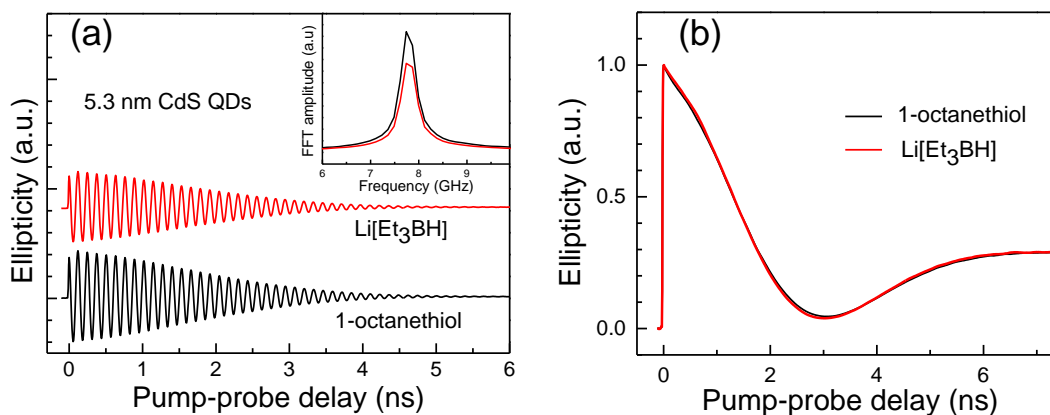 (a)
5.3 nm CdS QDs
Ellipticity (a.u.)
Li[Et3BH]
1-octanethiol
0 1 2 3 4 5 6
Pump-probe delay (ns)
FFT amplitude (a.u)
6 7 8 9
Frequency (GHz)
(b)
1.0
0.5
0.0
Ellipticity (a.u.)
1-octanethiol
Li[Et3BH]
0 2 4 6
Pump-probe delay (ns)